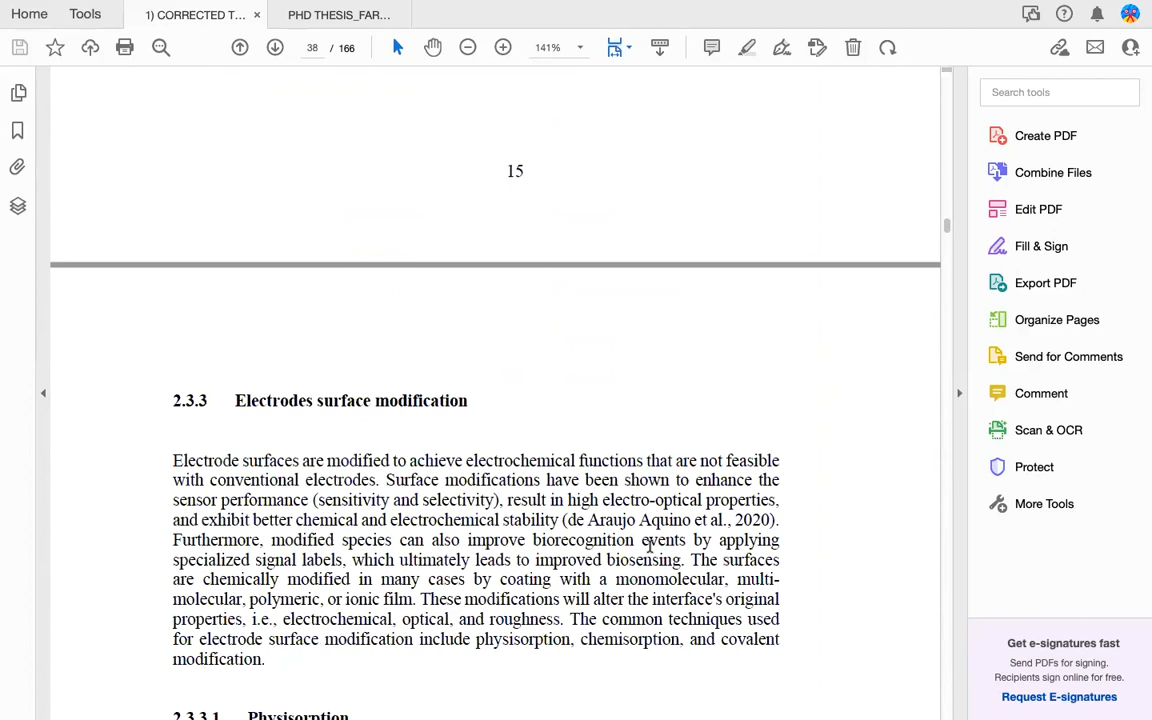 Home
Tools
1) CORRECTED T...
×
PHD THESIS_FAR...
38 / 166
141%
Search tools
Create PDF
Combine Files
Edit PDF
Fill & Sign
Export PDF
Organize Pages
Send for Comments
Comment
Scan & OCR
Protect
More Tools
Get e-signatures fast
Send PDFs for signing.
Recipients sign online for free.
Request E-signatures
15
2.3.3 Electrodes surface modification
Electrode surfaces are modified to achieve electrochemical functions that are not feasible
with conventional electrodes. Surface modifications have been shown to enhance the
sensor performance (sensitivity and selectivity), result in high electro-optical properties,
and exhibit better chemical and electrochemical stability (de Araujo Aquino et al., 2020).
Furthermore, modified species can also improve biorecognition events by applying
specialized signal labels, which ultimately leads to improved biosensing. The surfaces
are chemically modified in many cases by coating with a monomolecular, multi-
molecular, polymeric, or ionic film. These modifications will alter the interface's original
properties, i.e., electrochemical, optical, and roughness. The common techniques used
for electrode surface modification include physisorption, chemisorption, and covalent
modification.
2.3.3.1 Physisorption